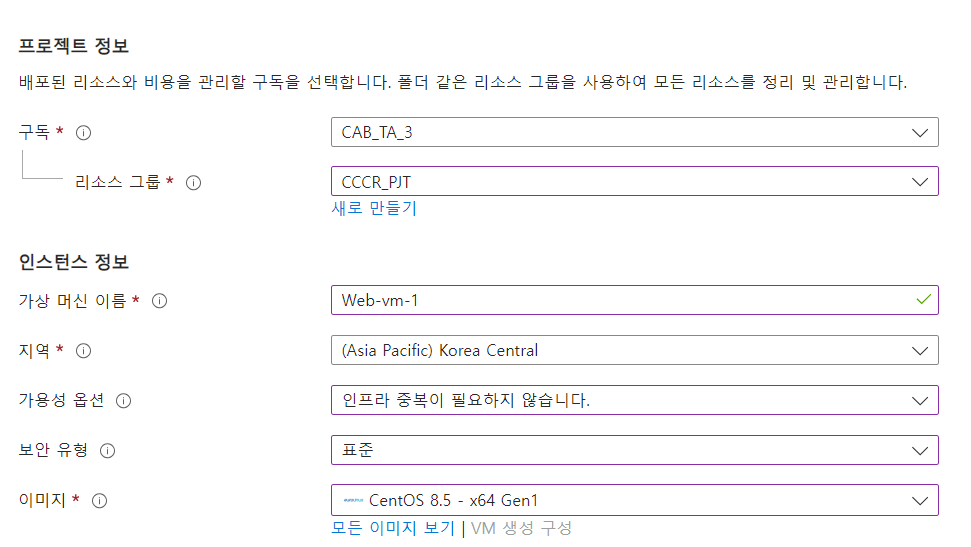 프로젝트 정보
배포된 리소스와 비용을 관리할 구독을 선택합니다. 폴더 같은 리소스 그룹을 사용하여 모든 리소스를 정리 및 관리합니다.
구독 * CAB_TA_3
리소스 그룹 * CCCR_PJT
새로 만들기
인스턴스 정보
가상 머신 이름 * Web-vm-1
지역 * (Asia Pacific) Korea Central
가용성 옵션 인프라 중복이 필요하지 않습니다.
보안 유형 표준
이미지 * CentOS 8.5 - x64 Gen1
모든 이미지 보기 | VM 생성 구성